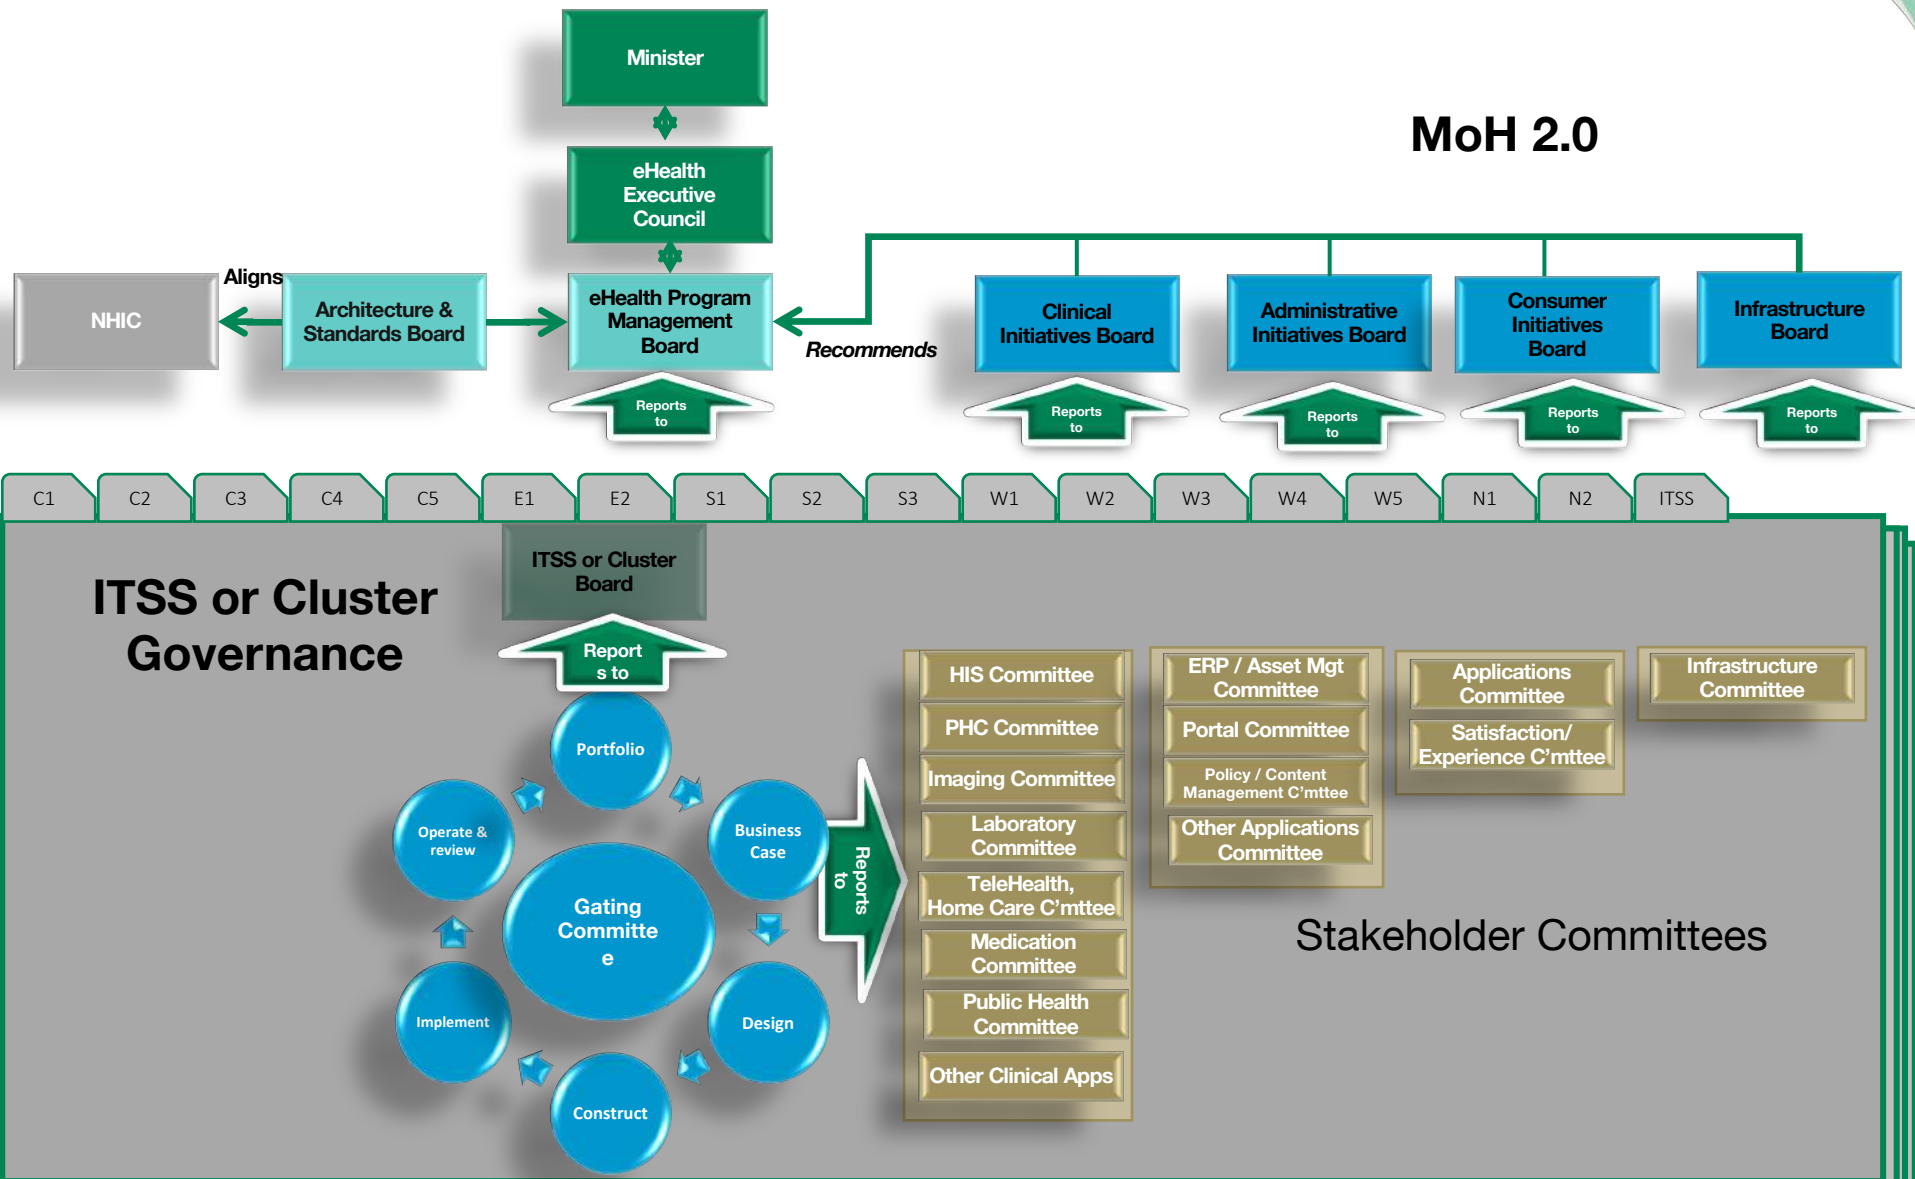 Minister
MoH 2.0
eHealth
Executive
Council
Aligns
NHIC
Architecture &
Standards Board
eHealth Program
Management
Board
Recommends
Clinical
Initiatives Board
Administrative
Initiatives Board
Consumer
Initiatives
Board
Infrastructure
Board
Reports
to
Reports
to
Reports
to
Reports
to
Reports
to
C1
C2
C3
C4
C5
E1
E2
S1
S2
S3
W1
W2
W3
W4
W5
N1
N2
ITSS
ITSS or Cluster
Governance
ITSS or Cluster
Board
Report
s to
Portfolio
Business
Case
Design
Construct
Implement
Operate &
review
Gating
Committe
e
Reports
to
HIS Committee
PHC Committee
Imaging Committee
Laboratory
Committee
TeleHealth,
Home Care C’mttee
Medication
Committee
Public Health
Committee
Other Clinical Apps
ERP / Asset Mgt
Committee
Portal Committee
Policy / Content
Management C’mttee
Other Applications
Committee
Applications
Committee
Satisfaction/
Experience C’mttee
Infrastructure
Committee
Stakeholder Committees